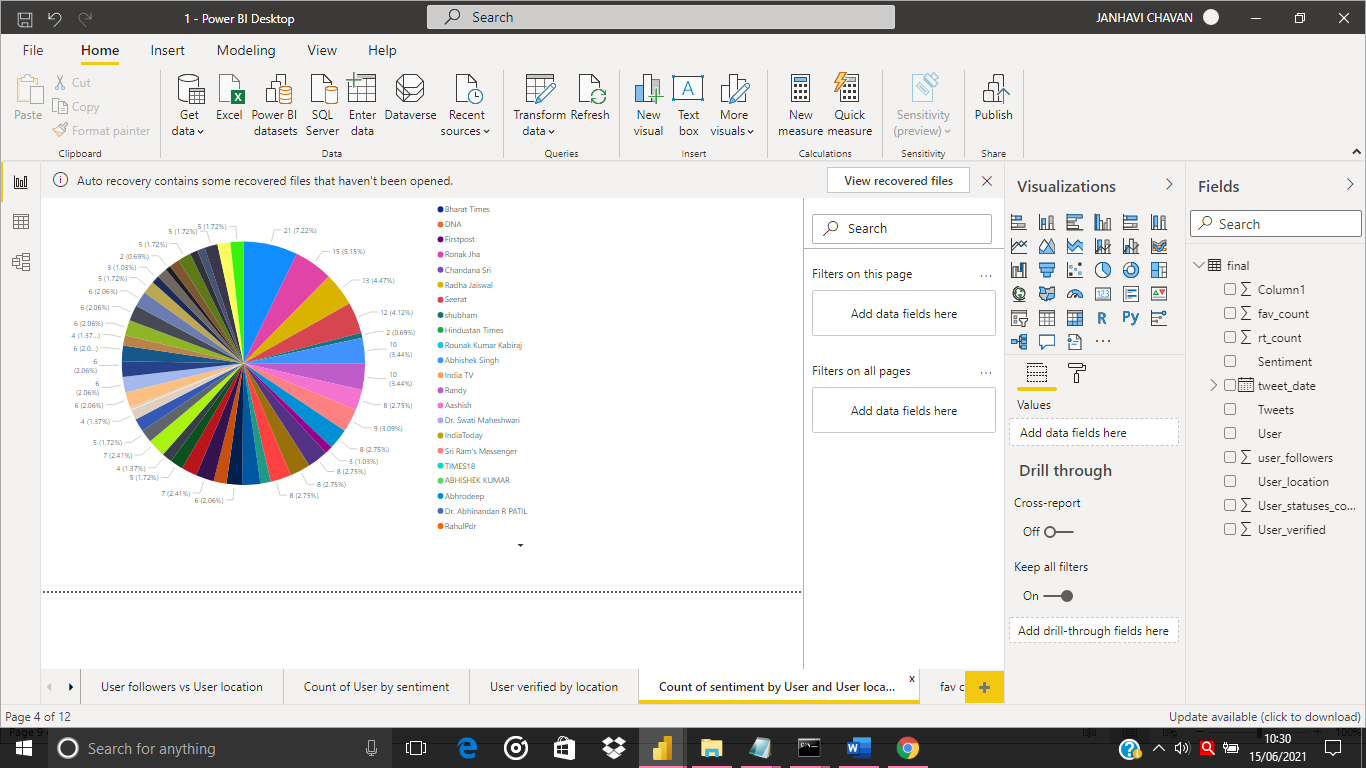 1 - Power BI Desktop
Search
JANHAVI CHAVAN
File Home Insert Modeling View Help
Paste
Cut
Copy
Format painter
Clipboard
Get data
Excel
Power BI datasets
SQL Server
Enter data
Dataverse
Recent sources
Data
Transform data
Refresh
Queries
New visual
Text box
More visuals
Insert
New measure
Quick measure
Calculations
Sensitivity (preview)
Sensitivity
Publish
Share
Auto recovery contains some recovered files that haven't been opened.
View recovered files
21 (7.22%)
15 (5.15%)
13 (4.47%)
12 (4.12%)
2 (0.69%)
10 (3.44%)
10 (3.44%)
8 (2.75%)
9 (3.09%)
8 (2.75%)
3 (1.03%)
8 (2.75%)
8 (2.75%)
8 (2.75%)
6 (2.06%)
7 (2.41%)
5 (1.72%)
4 (1.37%)
7 (2.41%)
5 (1.72%)
4 (1.37%)
6 (2.06%)
6 (2.06%)
6 (2.06%)
6 (2.0...)
4 (1.37...)
6 (2.06%)
6 (2.06%)
6 (2.06%)
5 (1.72%)
3 (1.03%)
2 (0.69%)
5 (1.72%)
5 (1.72%)
5 (1.72%)
Bharat Times
DNA
Firstpost
Ronak Jha
Chandana Sri
Radha Jaiswal
Seerat
shubham
Hindustan Times
Rounak Kumar Kabiraj
Abhishek Singh
India TV
Randy
Aashish
Dr. Swati Maheshwari
IndiaToday
Sri Ram's Messenger
TIMES18
ABHISHEK KUMAR
Abhrodeep
Dr. Abhinandan R PATIL
RahulPdr
Search
Filters on this page ...
Add data fields here
Filters on all pages ...
Add data fields here
Visualizations
R
Py
123
...
Values
Add data fields here
Drill through
Cross-report
Off
Keep all filters
On
Add drill-through fields here
Fields
Search
final
Column1
fav_count
rt_count
Sentiment
tweet_date
Tweets
User
user_followers
User_location
User_statuses_co...
User_verified
User followers vs User location
Count of User by sentiment
User verified by location
Count of sentiment by User and User loca...
x
fav c
Page 4 of 12
Update available (click to download)
Page 9
100%
Search for anything
10:30
15/06/2021